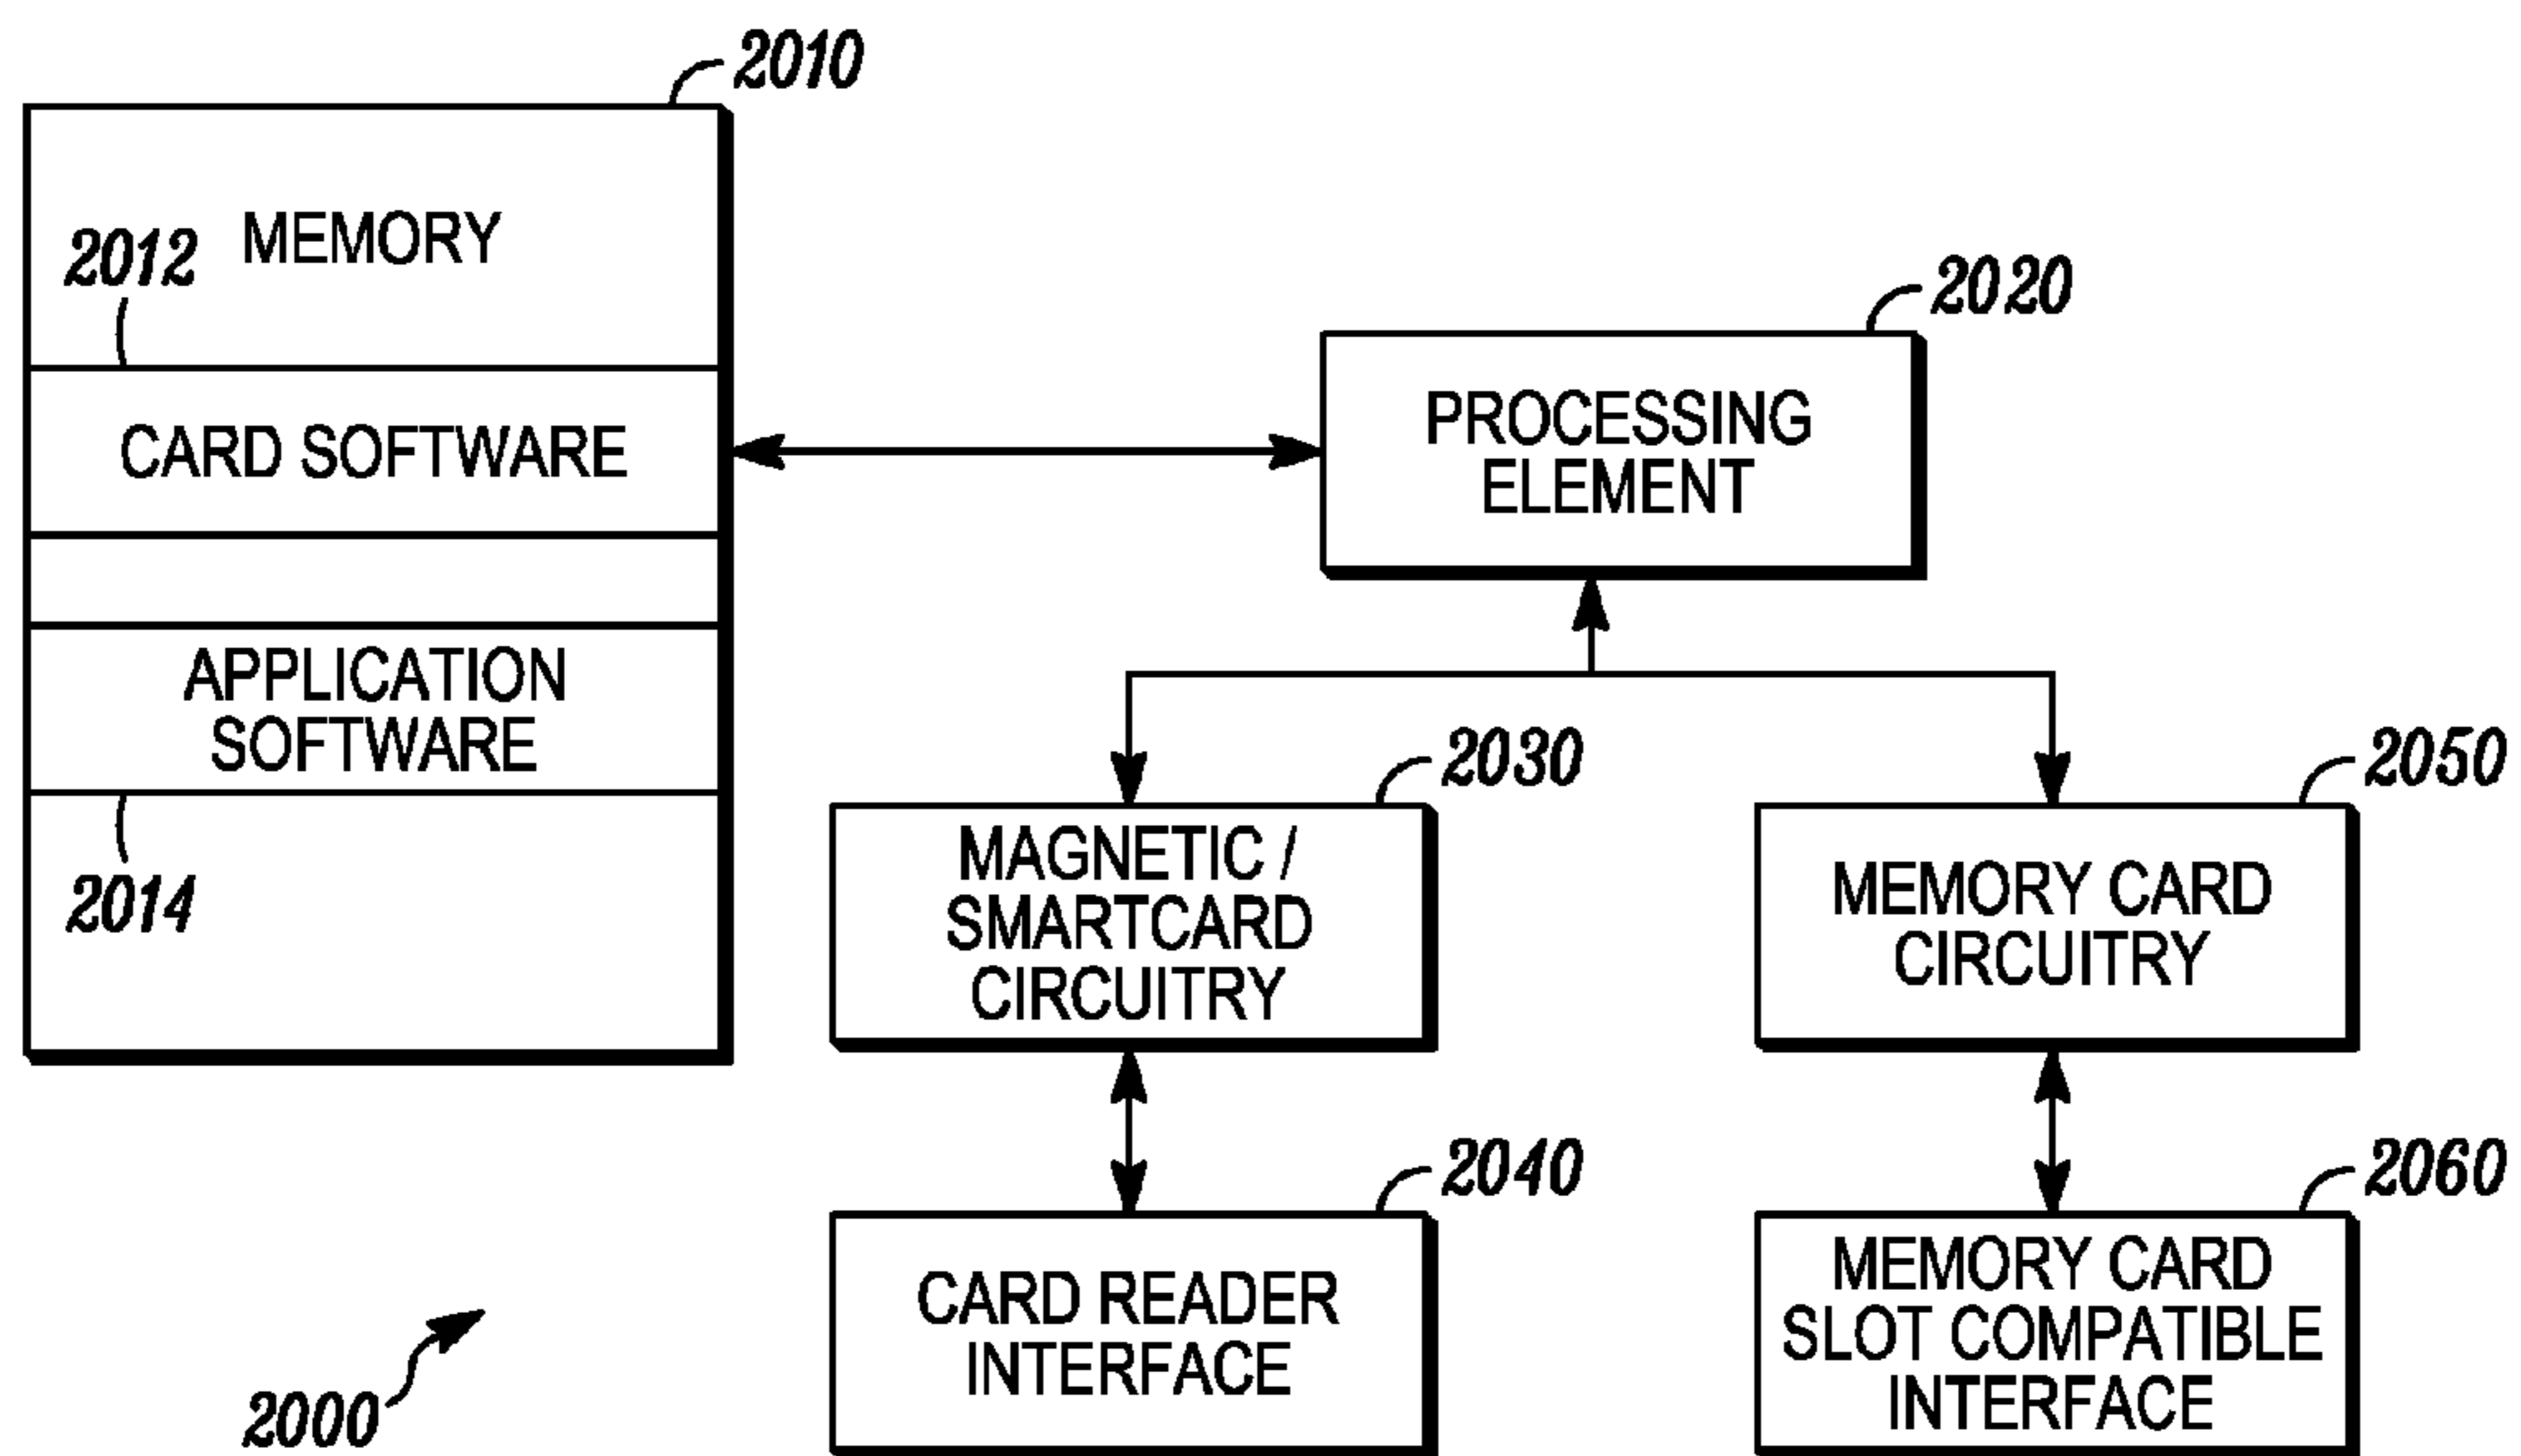 2010
MEMORY
2012
CARD SOFTWARE
APPLICATION
SOFTWARE
2014
2020
PROCESSING
ELEMENT
2030
MAGNETIC /
SMARTCARD
CIRCUITRY
2050
MEMORY CARD
CIRCUITRY
2040
CARD READER
INTERFACE
2060
MEMORY CARD
SLOT COMPATIBLE
INTERFACE
2000